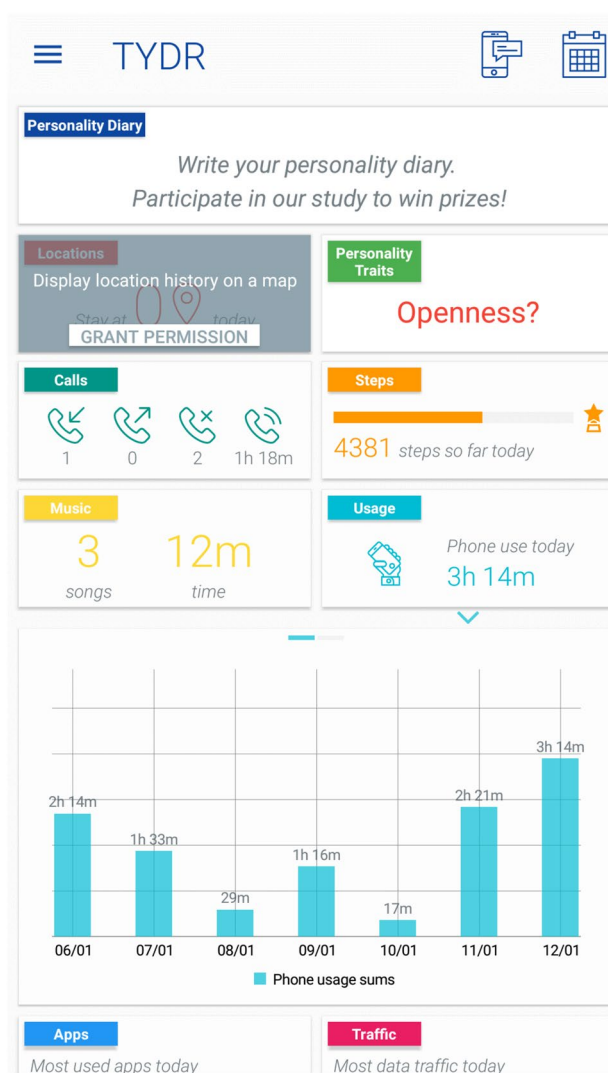 TYDR
Personality Diary
Write your personality diary.
Participate in our study to win prizes!
Locations
Display location history on a map
Stay at 0 today
GRANT PERMISSION
Personality
Traits
Openness?
Calls
1 0 2 1h 18m
Steps
4381 steps so far today
Music
3 12m
songs time
Usage
Phone use today
3h 14m
2h 14m
1h 33m
29m
1h 16m
17m
2h 21m
3h 14m
06/01 07/01 08/01 09/01 10/01 11/01 12/01
Phone usage sums
Apps
Most used apps today
Traffic
Most data traffic today